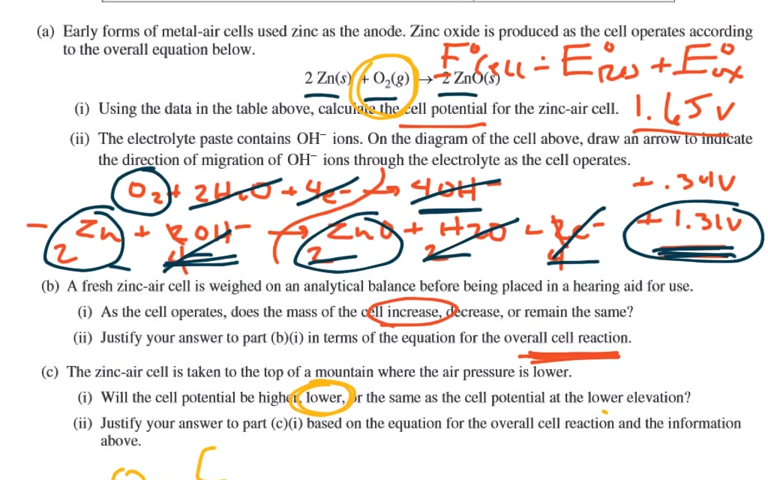 (a) Early forms of metal-air cells used zinc as the anode. Zinc oxide is produced as the cell operates according
to the overall equation below.
E°cell = E°red + E°ox
2 Zn(s) + O₂(g) → 2 ZnO(s)
(i) Using the data in the table above, calculate the cell potential for the zinc-air cell. 1.65V
(ii) The electrolyte paste contains OH⁻ ions. On the diagram of the cell above, draw an arrow to indicate
the direction of migration of OH⁻ ions through the electrolyte as the cell operates.
O₂ + 2H₂O + 4e⁻ → 4OH⁻ +.34V
2 Zn + 4 OH⁻ → 2 ZnO + 2 H2O + 4 e⁻ +1.31V
(b) A fresh zinc-air cell is weighed on an analytical balance before being placed in a hearing aid for use.
(i) As the cell operates, does the mass of the cell increase, decrease, or remain the same?
(ii) Justify your answer to part (b)(i) in terms of the equation for the overall cell reaction.
(c) The zinc-air cell is taken to the top of a mountain where the air pressure is lower.
(i) Will the cell potential be higher, lower, or the same as the cell potential at the lower elevation?
(ii) Justify your answer to part (c)(i) based on the equation for the overall cell reaction and the information
above.